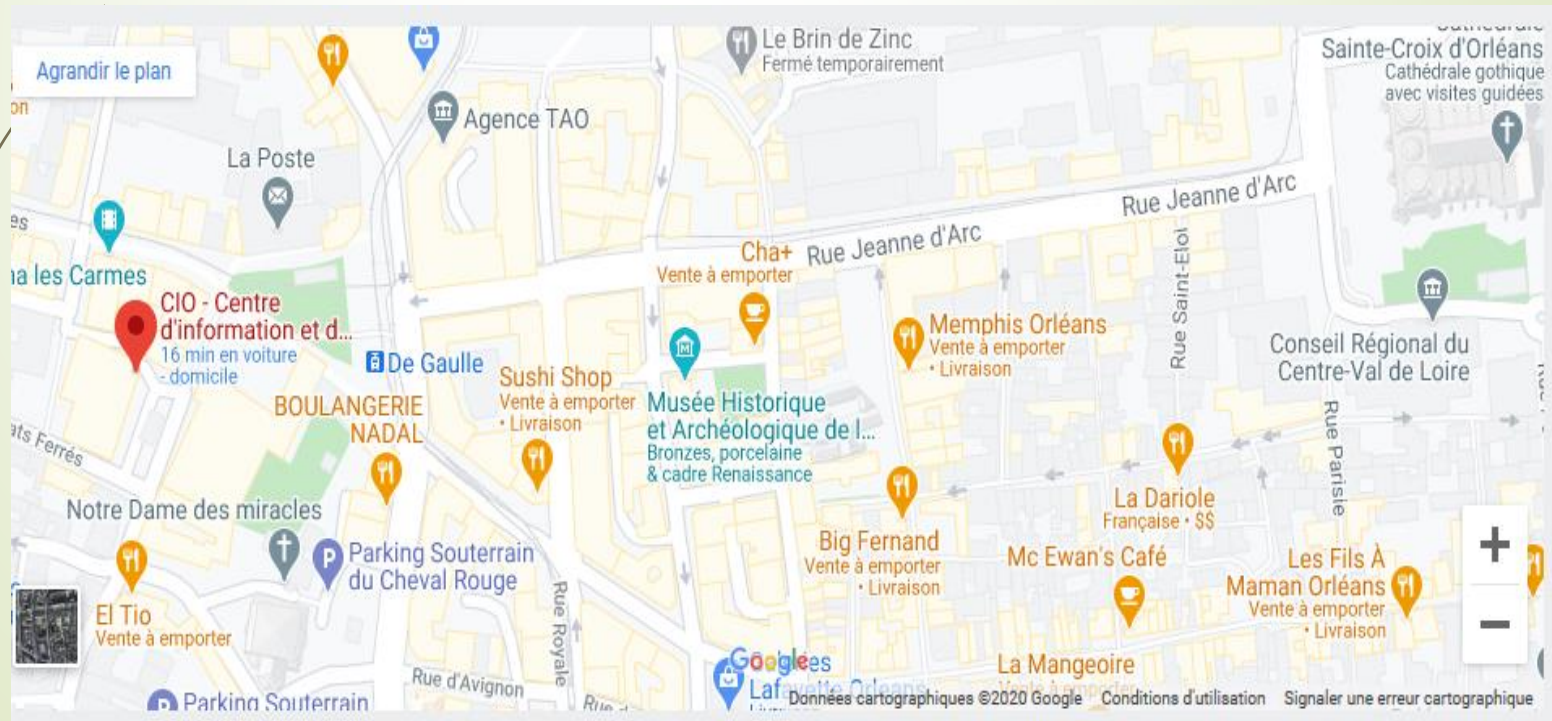 Agrandir le plan
on
Le Brin de Zinc
Fermé temporairement
Sainte-Croix d'Orléans
Cathédrale gothique
avec visites guidées
Agence TAO
La Poste
es
na les Carmes
Rue Jeanne d'Arc
Rue Jeanne d'Arc
Cha+
Vente à emporter
CIO - Centre
d'information et d...
16 min en voiture
- domicile
De Gaulle
Rue Saint-Eloi
Memphis Orléans
Vente à emporter
• Livraison
Conseil Régional du
Centre-Val de Loire
Sushi Shop
Vente à emporter
• Livraison
BOULANGERIE
NADAL
Musée Historique
et Archéologique de l...
Bronzes, porcelaine
& cadre Renaissance
ats Ferrés
Rue Parisie
La Dariole
Française • $$
Notre Dame des miracles
P
Parking Souterrain
du Cheval Rouge
Big Fernand
Vente à emporter
• Livraison
Mc Ewan's Café
Les Fils À
Maman Orléans
Vente à emporter
• Livraison
+
−
El Tio
Vente à emporter
Rue Royale
Rue d'Avignon
Google
La Mangeoire
P
Parking Souterrain
Données cartographiques ©2020 Google
Conditions d'utilisation
Signaler une erreur cartographique